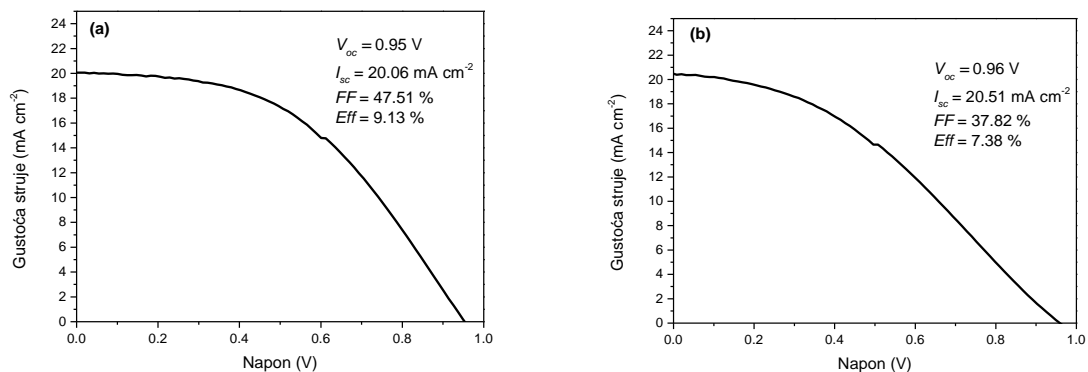 (a)
V_oc = 0.95 V
I_sc = 20.06 mA cm⁻²
FF = 47.51 %
Eff = 9.13 %
Gustoća struje (mA cm⁻²)
24
22
20
18
16
14
12
10
8
6
4
2
0
0.0 0.2 0.4 0.6 0.8 1.0
Napon (V)
(b)
V_oc = 0.96 V
I_sc = 20.51 mA cm⁻²
FF = 37.82 %
Eff = 7.38 %
Gustoća struje (mA cm⁻²)
24
22
20
18
16
14
12
10
8
6
4
2
0
0.0 0.2 0.4 0.6 0.8 1.0
Napon (V)